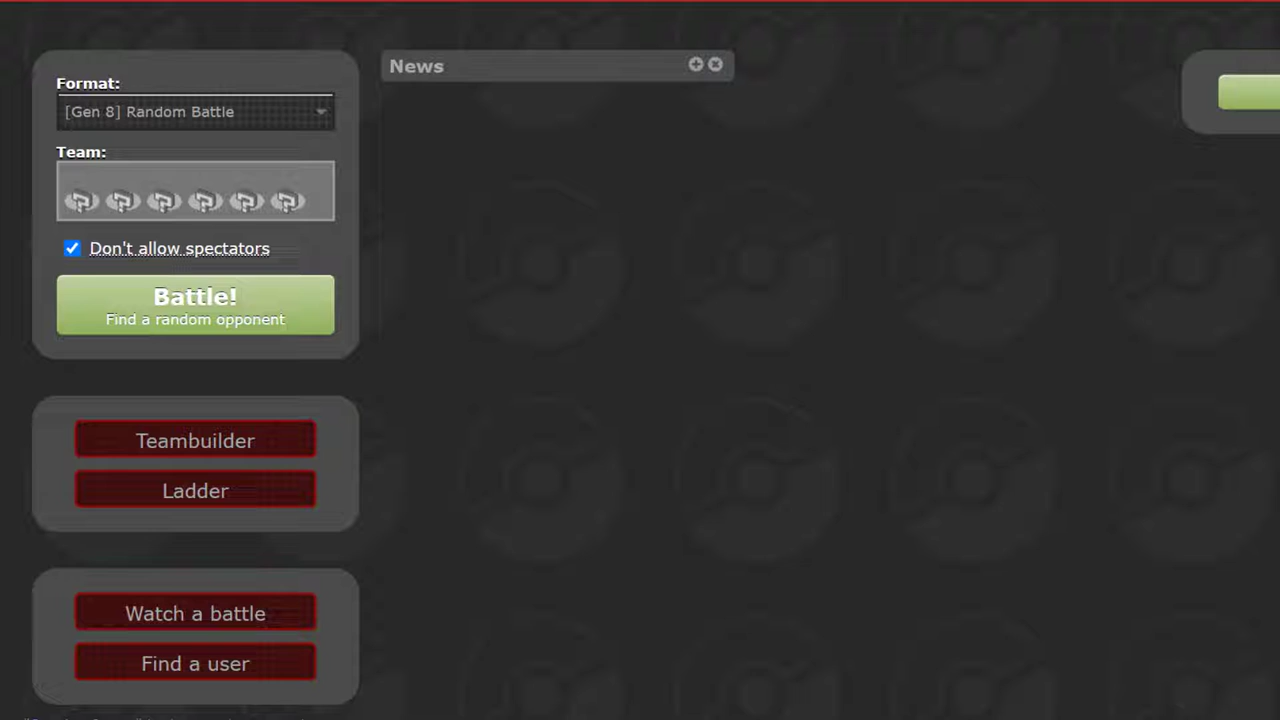 Format:
[Gen 8] Random Battle
Team:
Don't allow spectators
Battle!
Find a random opponent
Teambuilder
Ladder
Watch a battle
Find a user
News